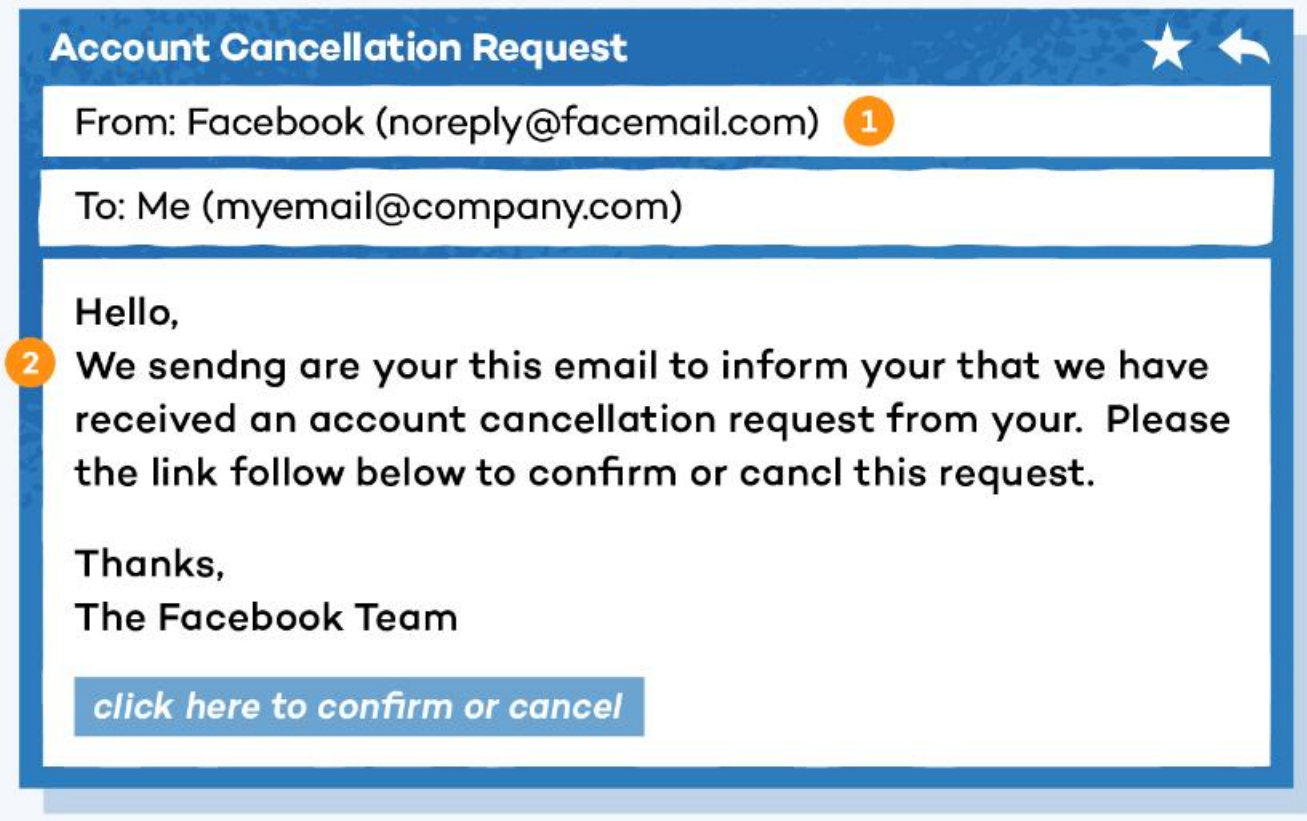 Account Cancellation Request
From: Facebook (noreply@facemail.com) 1
To: Me (myemail@company.com)
Hello,
2 We sendng are your this email to inform your that we have
received an account cancellation request from your.  Please
the link follow below to confirm or cancl this request.
Thanks,
The Facebook Team
click here to confirm or cancel